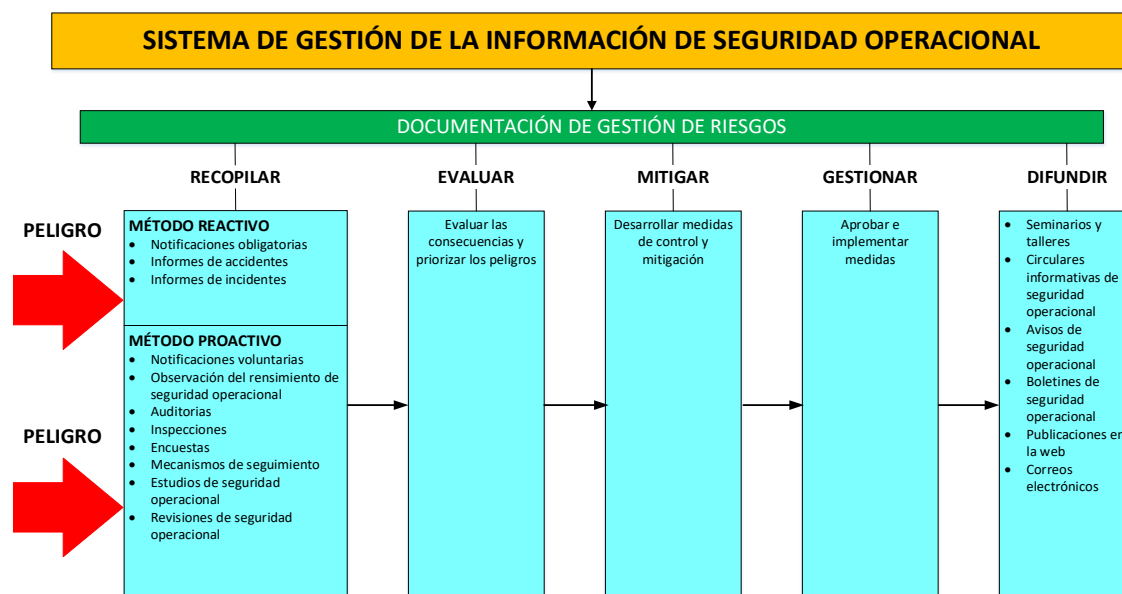 SISTEMA DE GESTIÓN DE LA INFORMACIÓN DE SEGURIDAD OPERACIONAL
DOCUMENTACIÓN DE GESTIÓN DE RIESGOS
RECOPILAR
EVALUAR
MITIGAR
GESTIONAR
DIFUNDIR
PELIGRO
PELIGRO
MÉTODO REACTIVO
• Notificaciones obligatorias
• Informes de accidentes
• Informes de incidentes
MÉTODO PROACTIVO
• Notificaciones voluntarias
• Observación del rensimiento de
seguridad operacional
• Auditorias
• Inspecciones
• Encuestas
• Mecanismos de seguimiento
• Estudios de seguridad
operacional
• Revisiones de seguridad
operacional
Evaluar las
consecuencias y
priorizar los peligros
Desarrollar medidas
de control y
mitigación
Aprobar e
implementar
medidas
• Seminarios y
talleres
• Circulares
informativas de
seguridad
operacional
• Avisos de
seguridad
operacional
• Boletines de
seguridad
operacional
• Publicaciones en
la web
• Correos
electrónicos